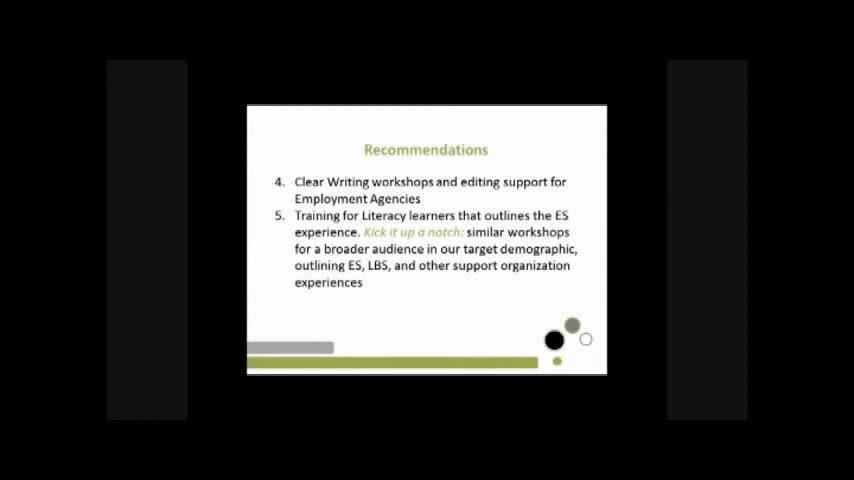 Recommendations
4. Clear Writing workshops and editing support for
Employment Agencies
5. Training for Literacy learners that outlines the ES
experience. Kick it up a notch: similar workshops
for a broader audience in our target demographic,
outlining ES, LBS, and other support organization
experiences